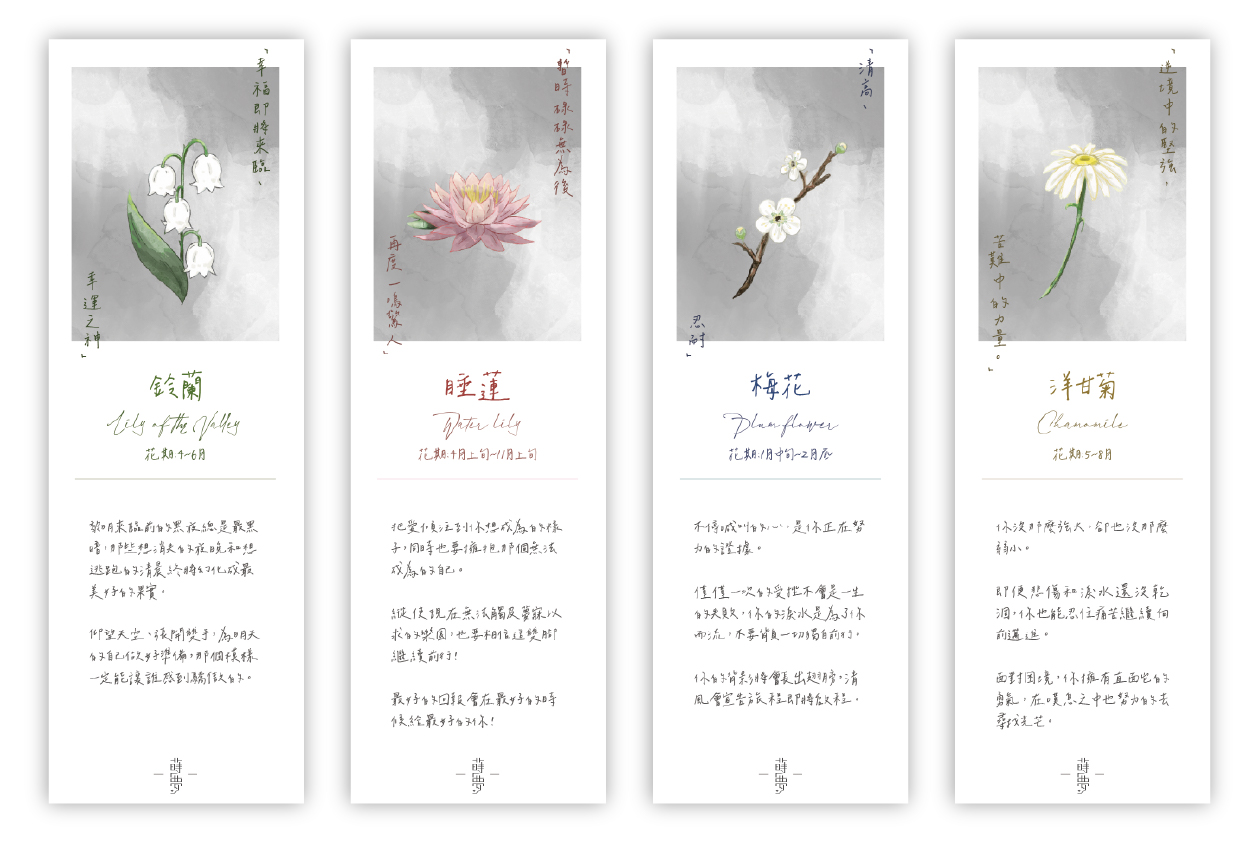 「幸福即將來臨、
幸運之神」
鈴蘭
Lily of the Valley
花期:4~6月
數明來臨前的黑夜總是最黑
暗,那些想消失的夜晚和想
逃跑的清晨終將幻化成最
美好的果實。
仰望天空、張開雙手,為明天
的自己做好準備,那個模樣
一定能讓誰感到驕傲的。
時夢
「暫時碌碌無為後
再度一鳴驚人」
睡蓮
Water lily
花期:4月上旬~11月上旬
把愛傾注到你想成為的樣
子,同時也要擁抱那個無法
成為的自己。
縱使現在無法觸及夢寐以
求的樂園,也要相信這雙腳
繼續前行!
最好的回報會在最好的時
候給最好的你!
時夢
「清高、
忍耐」
梅花
Plum flower
花期:1月中旬~2月底
不停喊叫的心,是你正在努
力的證據。
僅僅一次的受挫不會是一生
的失敗,你的淚水是為了你
而流,不要背負一切獨自前行。
你的背影將會長出翅膀,清
風會宣告旅程即將啟程。
時夢
「逆境中的堅強,
苦難中的力量。」
洋甘菊
Chamomile
花期:5~8月
你沒那麼強大,卻也沒那麼
弱小。
即便悲傷和淚水還沒乾
涸,你也能忍住痛苦繼續向
前邁進。
面對困境,你擁有直面它的
勇氣,在嘆息之中也努力的去
尋找光芒。
時夢